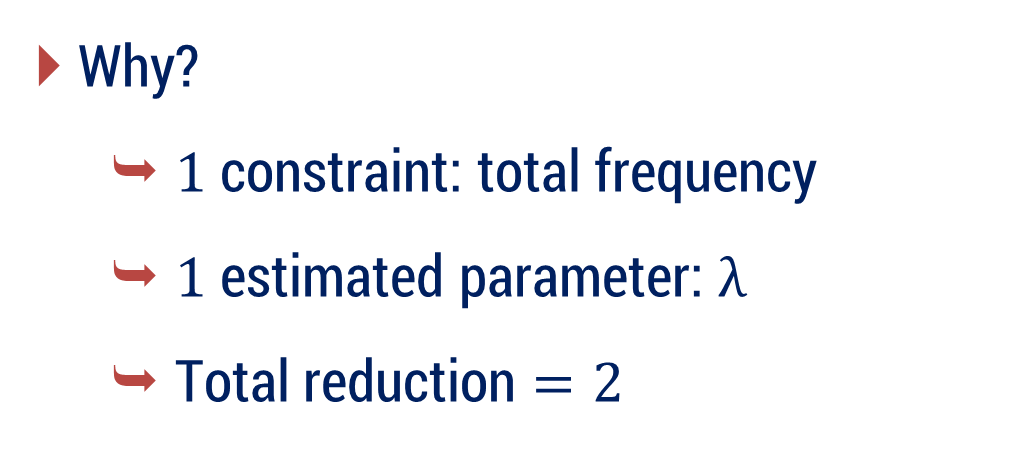 Why?
1 constraint: total frequency
1 estimated parameter: λ
Total reduction = 2